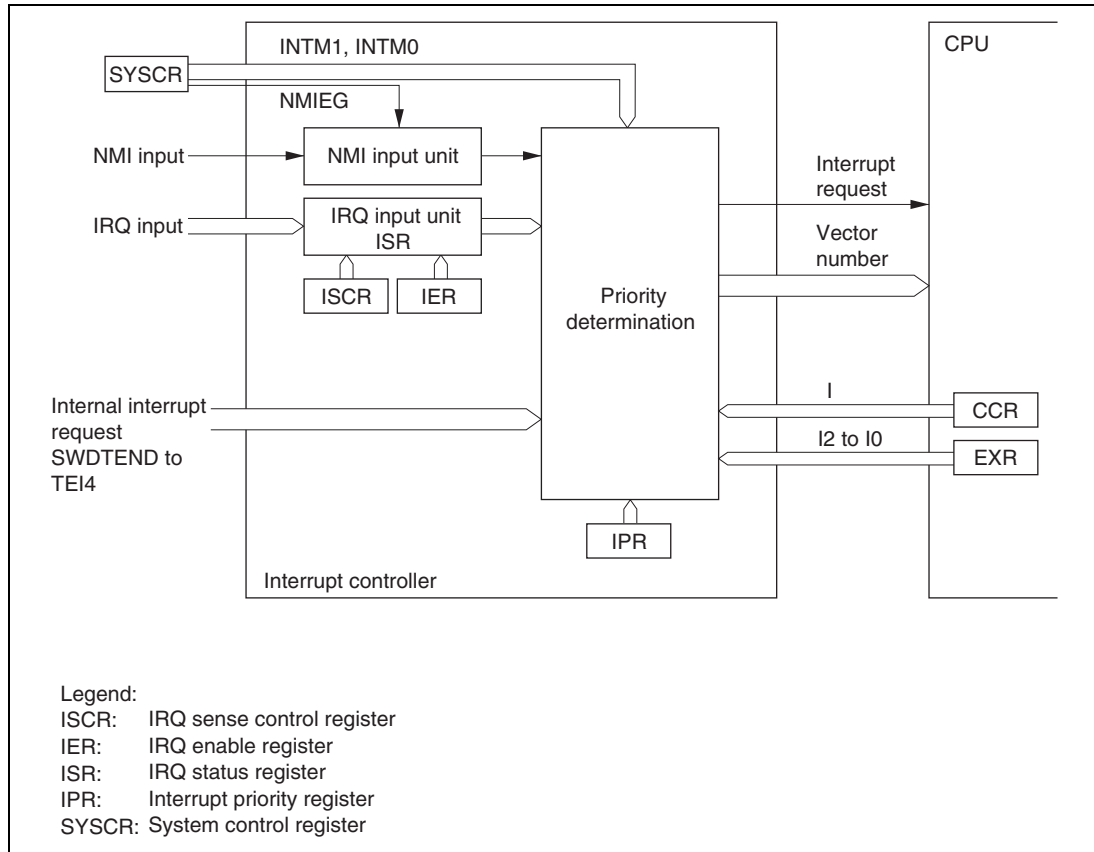 INTM1, INTM0
CPU
SYSCR
NMIEG
NMI input
NMI input unit
Interrupt
request
IRQ input
IRQ input unit
ISR
Vector
number
ISCR
IER
Priority
determination
Internal interrupt
request
SWDTEND to
TEI4
I
CCR
I2 to I0
EXR
IPR
Interrupt controller
Legend:
ISCR: IRQ sense control register
IER: IRQ enable register
ISR: IRQ status register
IPR: Interrupt priority register
SYSCR: System control register